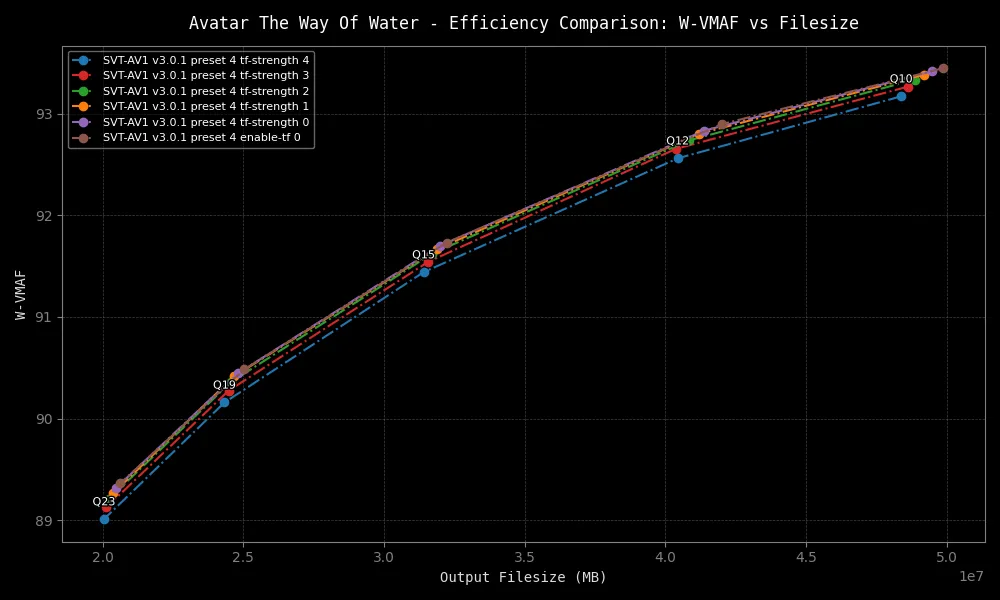 Avatar The Way Of Water - Efficiency Comparison: W-VMAF vs Filesize
SVT-AV1 v3.0.1 preset 4 tf-strength 4
SVT-AV1 v3.0.1 preset 4 tf-strength 3
SVT-AV1 v3.0.1 preset 4 tf-strength 2
SVT-AV1 v3.0.1 preset 4 tf-strength 1
SVT-AV1 v3.0.1 preset 4 tf-strength 0
SVT-AV1 v3.0.1 preset 4 enable-tf 0
Q10
Q12
Q15
Q19
Q23
93
92
91
90
89
W-VMAF
2.0 2.5 3.0 3.5 4.0 4.5 5.0
1e7
Output Filesize (MB)